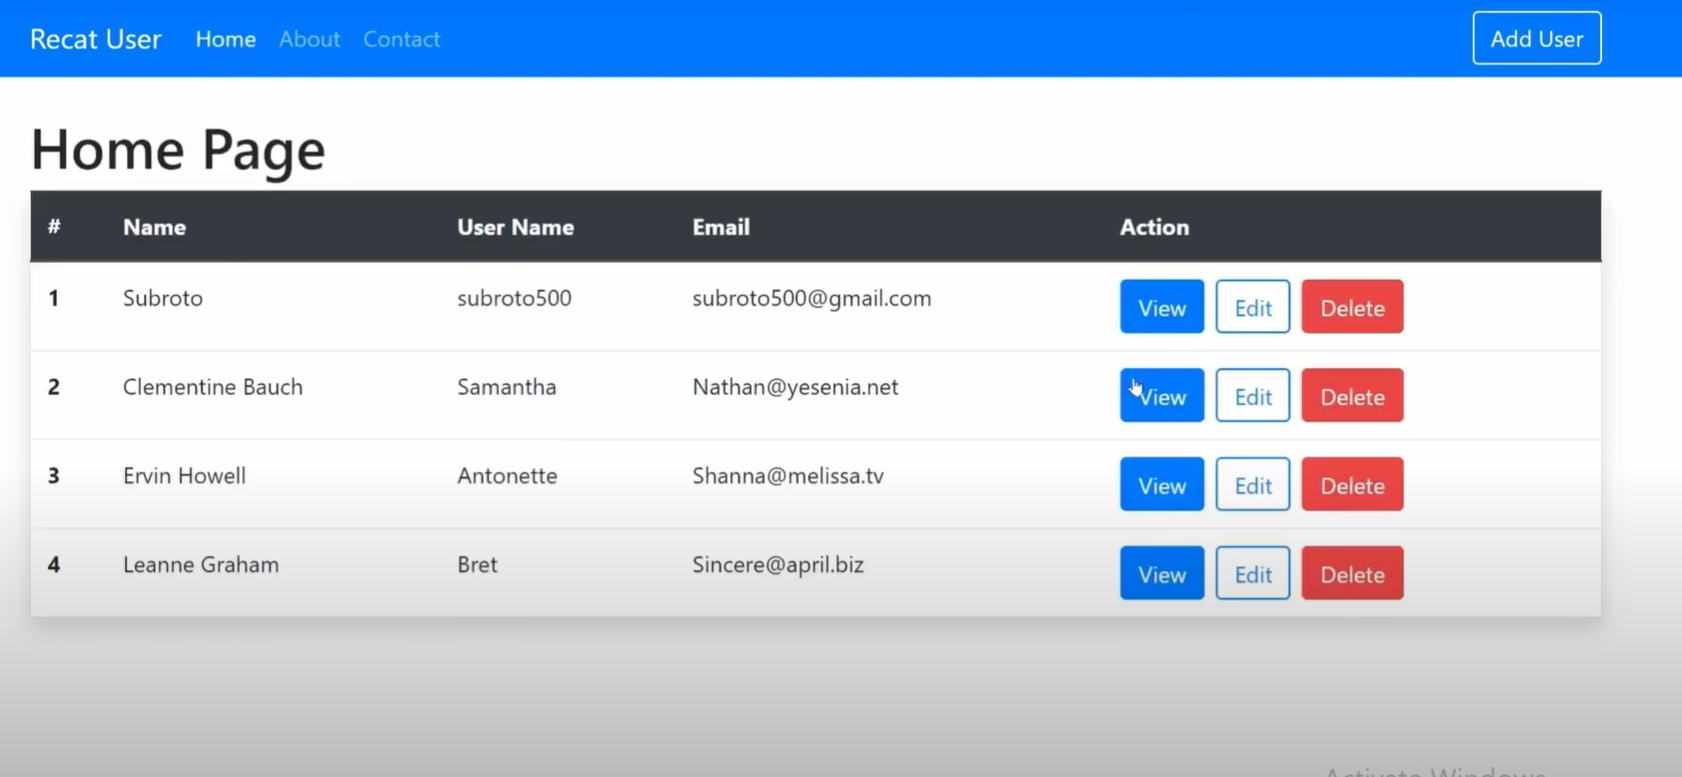 Recat User Home About Contact Add User
Home Page
# Name User Name Email Action
1 Subroto subroto500 subroto500@gmail.com View Edit Delete
2 Clementine Bauch Samantha Nathan@yesenia.net View Edit Delete
3 Ervin Howell Antonette Shanna@melissa.tv View Edit Delete
4 Leanne Graham Bret Sincere@april.biz View Edit Delete
Activate Windows